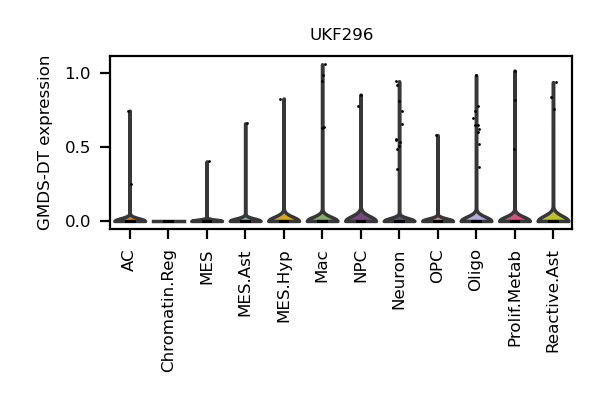 UKF296
GMDS-DT expression
1.0
0.5
0.0
AC
Chromatin.Reg
MES
MES.Ast
MES.Hyp
Mac
NPC
Neuron
OPC
Oligo
Prolif.Metab
Reactive.Ast